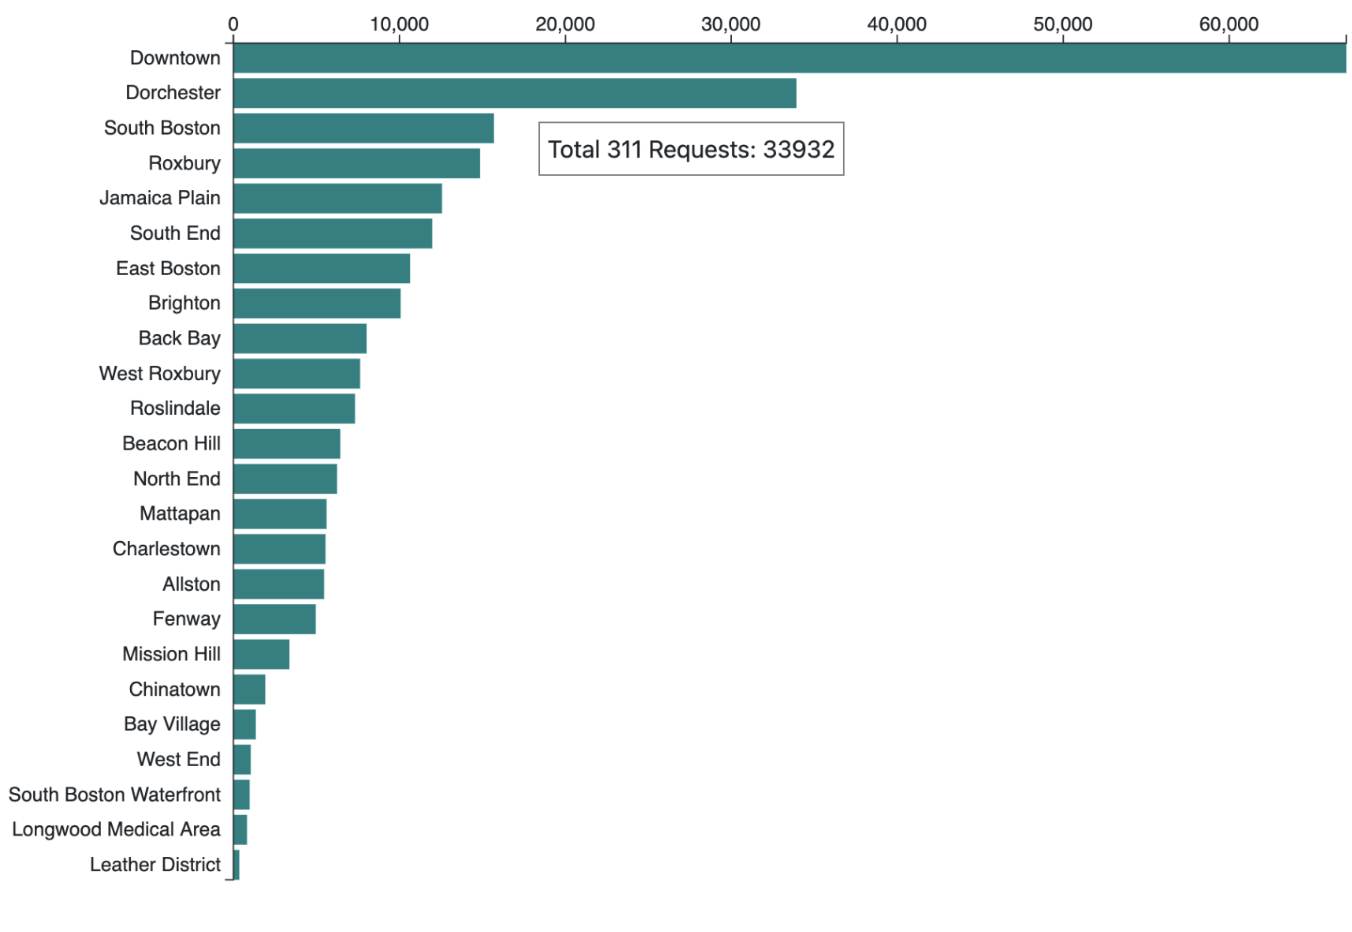 0 10,000 20,000 30,000 40,000 50,000 60,000
Downtown
Dorchester
South Boston
Total 311 Requests: 33932
Roxbury
Jamaica Plain
South End
East Boston
Brighton
Back Bay
West Roxbury
Roslindale
Beacon Hill
North End
Mattapan
Charlestown
Allston
Fenway
Mission Hill
Chinatown
Bay Village
West End
South Boston Waterfront
Longwood Medical Area
Leather District